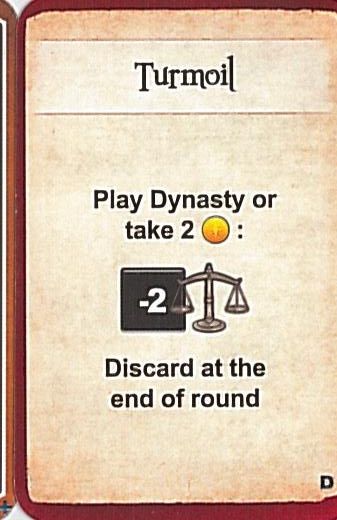 Turmoil
Play Dynasty or
take 2 :
-2
Discard at the
end of round
D